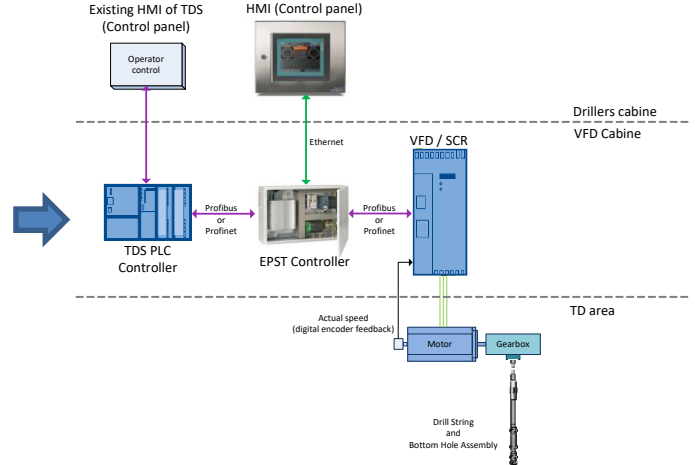 Existing HMI of TDS
(Control panel)
HMI (Control panel)
Operator
control
Drillers cabine
Ethernet
VFD Cabine
VFD / SCR
Profibus
or
Profinet
Profibus
or
Profinet
TDS PLC
Controller
EPST Controller
TD area
Actual speed
(digital encoder feedback)
Motor
Gearbox
Drill String
and
Bottom Hole Assembly